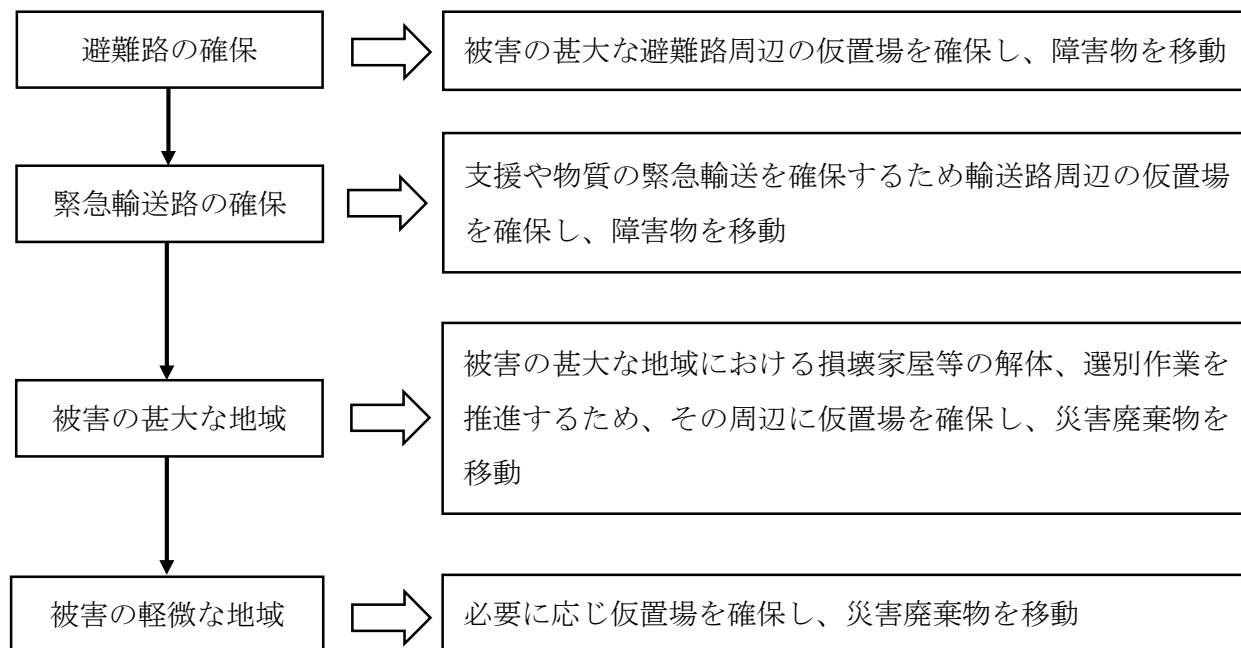 避難路の確保
被害の甚大な避難路周辺の仮置場を確保し、障害物を移動
緊急輸送路の確保
支援や物質の緊急輸送を確保するため輸送路周辺の仮置場
を確保し、障害物を移動
被害の甚大な地域
被害の甚大な地域における損壊家屋等の解体、選別作業を
推進するため、その周辺に仮置場を確保し、災害廃棄物を
移動
被害の軽微な地域
必要に応じ仮置場を確保し、災害廃棄物を移動